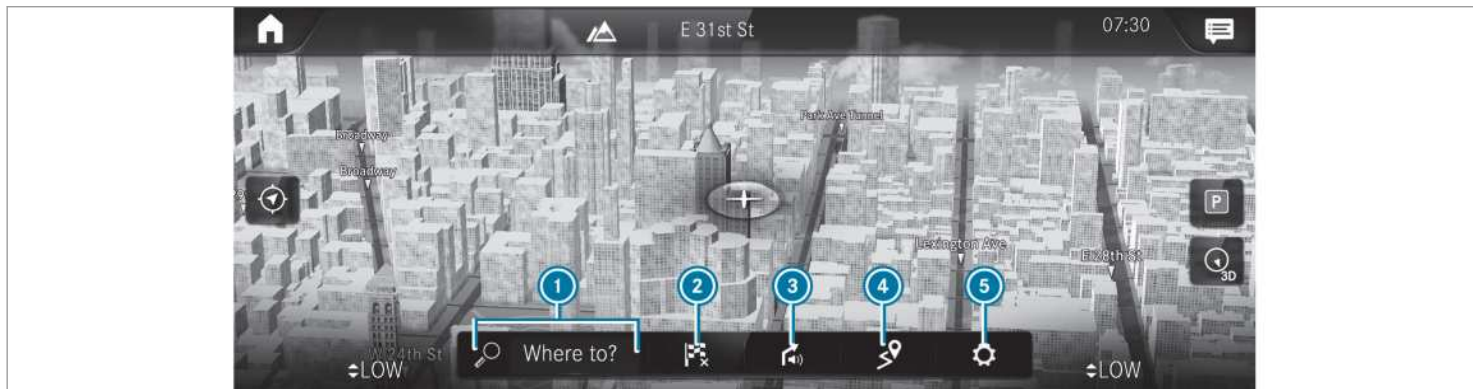 E 31st St
07:30
Park Ave Tunnel
Broadway
Broadway
P
Lexington Ave
E 28th St
3D
1
2
3
4
5
W 24th St
Where to?
LOW
LOW